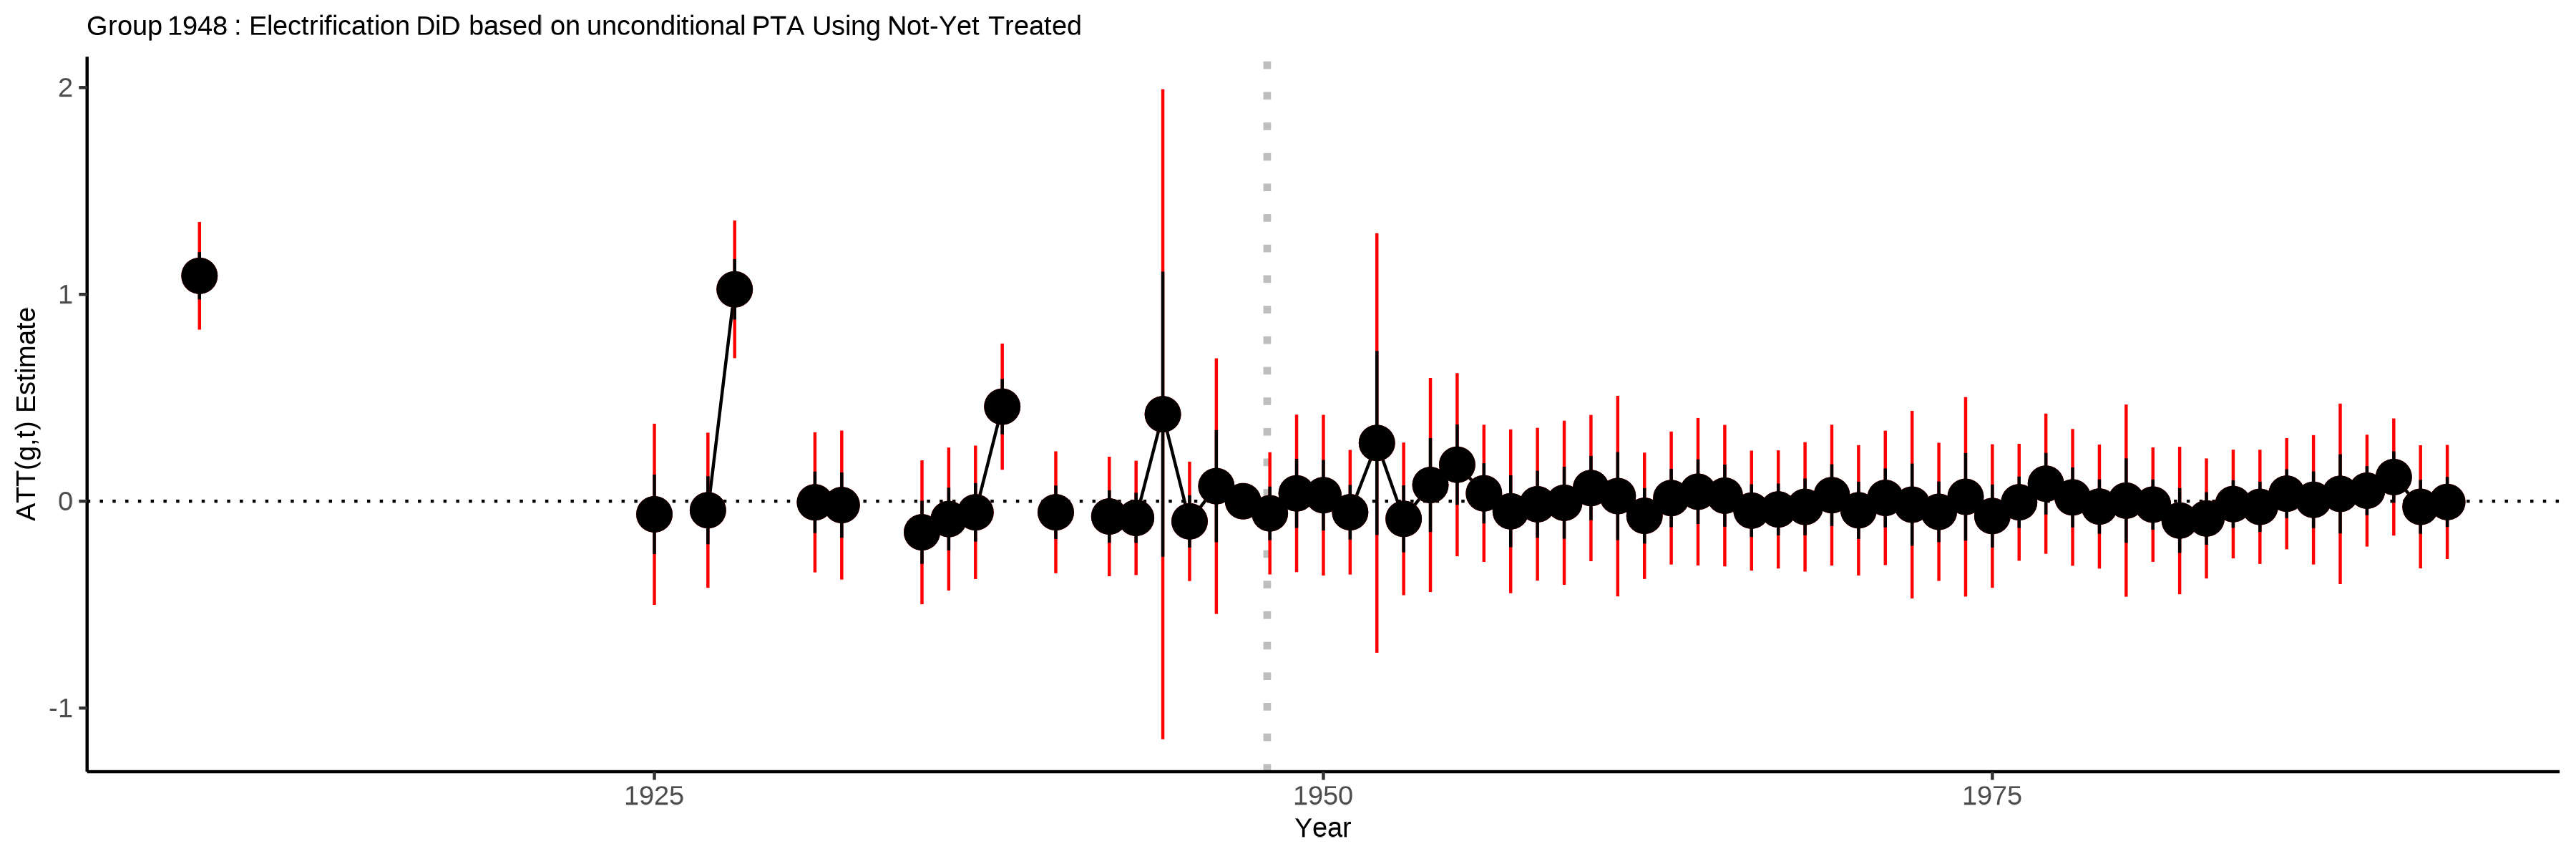 Group 1948 : Electrification DiD based on unconditional PTA Using Not-Yet Treated
ATT(g,t) Estimate
2
1
0
-1
1925
1950
1975
Year